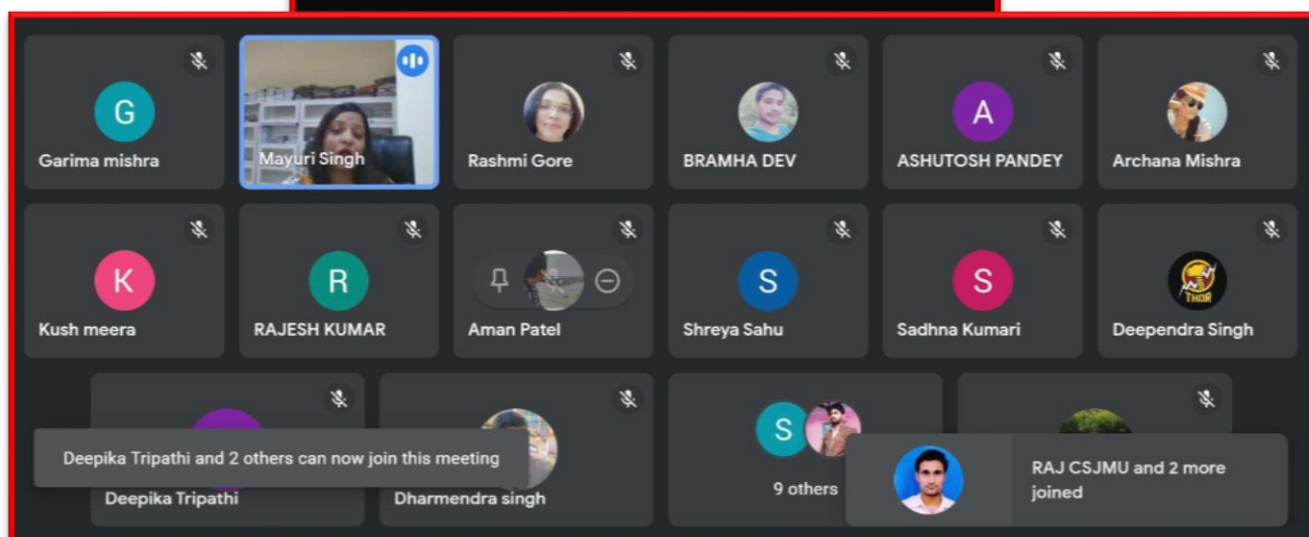 G
Garima mishra
Mayuri Singh
Rashmi Gore
BRAMHA DEV
A
ASHUTOSH PANDEY
Archana Mishra
K
Kush meera
R
RAJESH KUMAR
Aman Patel
S
Shreya Sahu
S
Sadhna Kumari
THOR
Deependra Singh
Deepika Tripathi and 2 others can now join this meeting
Deepika Tripathi
Dharmendra singh
S
9 others
RAJ CSJMU and 2 more
joined